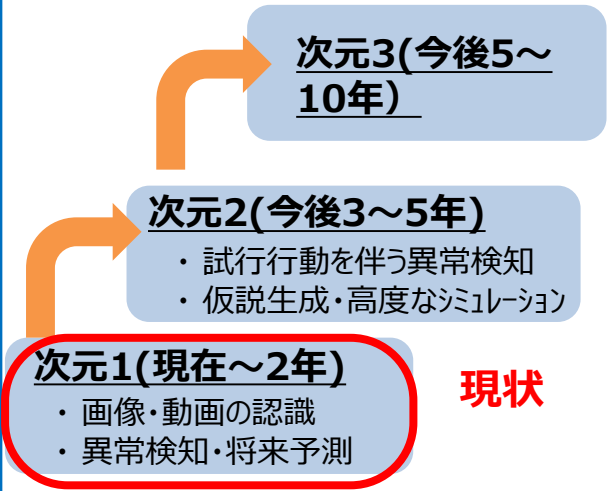 次元3(今後5～
10年）
次元2(今後3～5年)
・ 試行行動を伴う異常検知
・ 仮説生成・高度なｼﾐｭﾚｰｼｮﾝ
次元1(現在～2年)
・ 画像・動画の認識
・ 異常検知・将来予測
現状